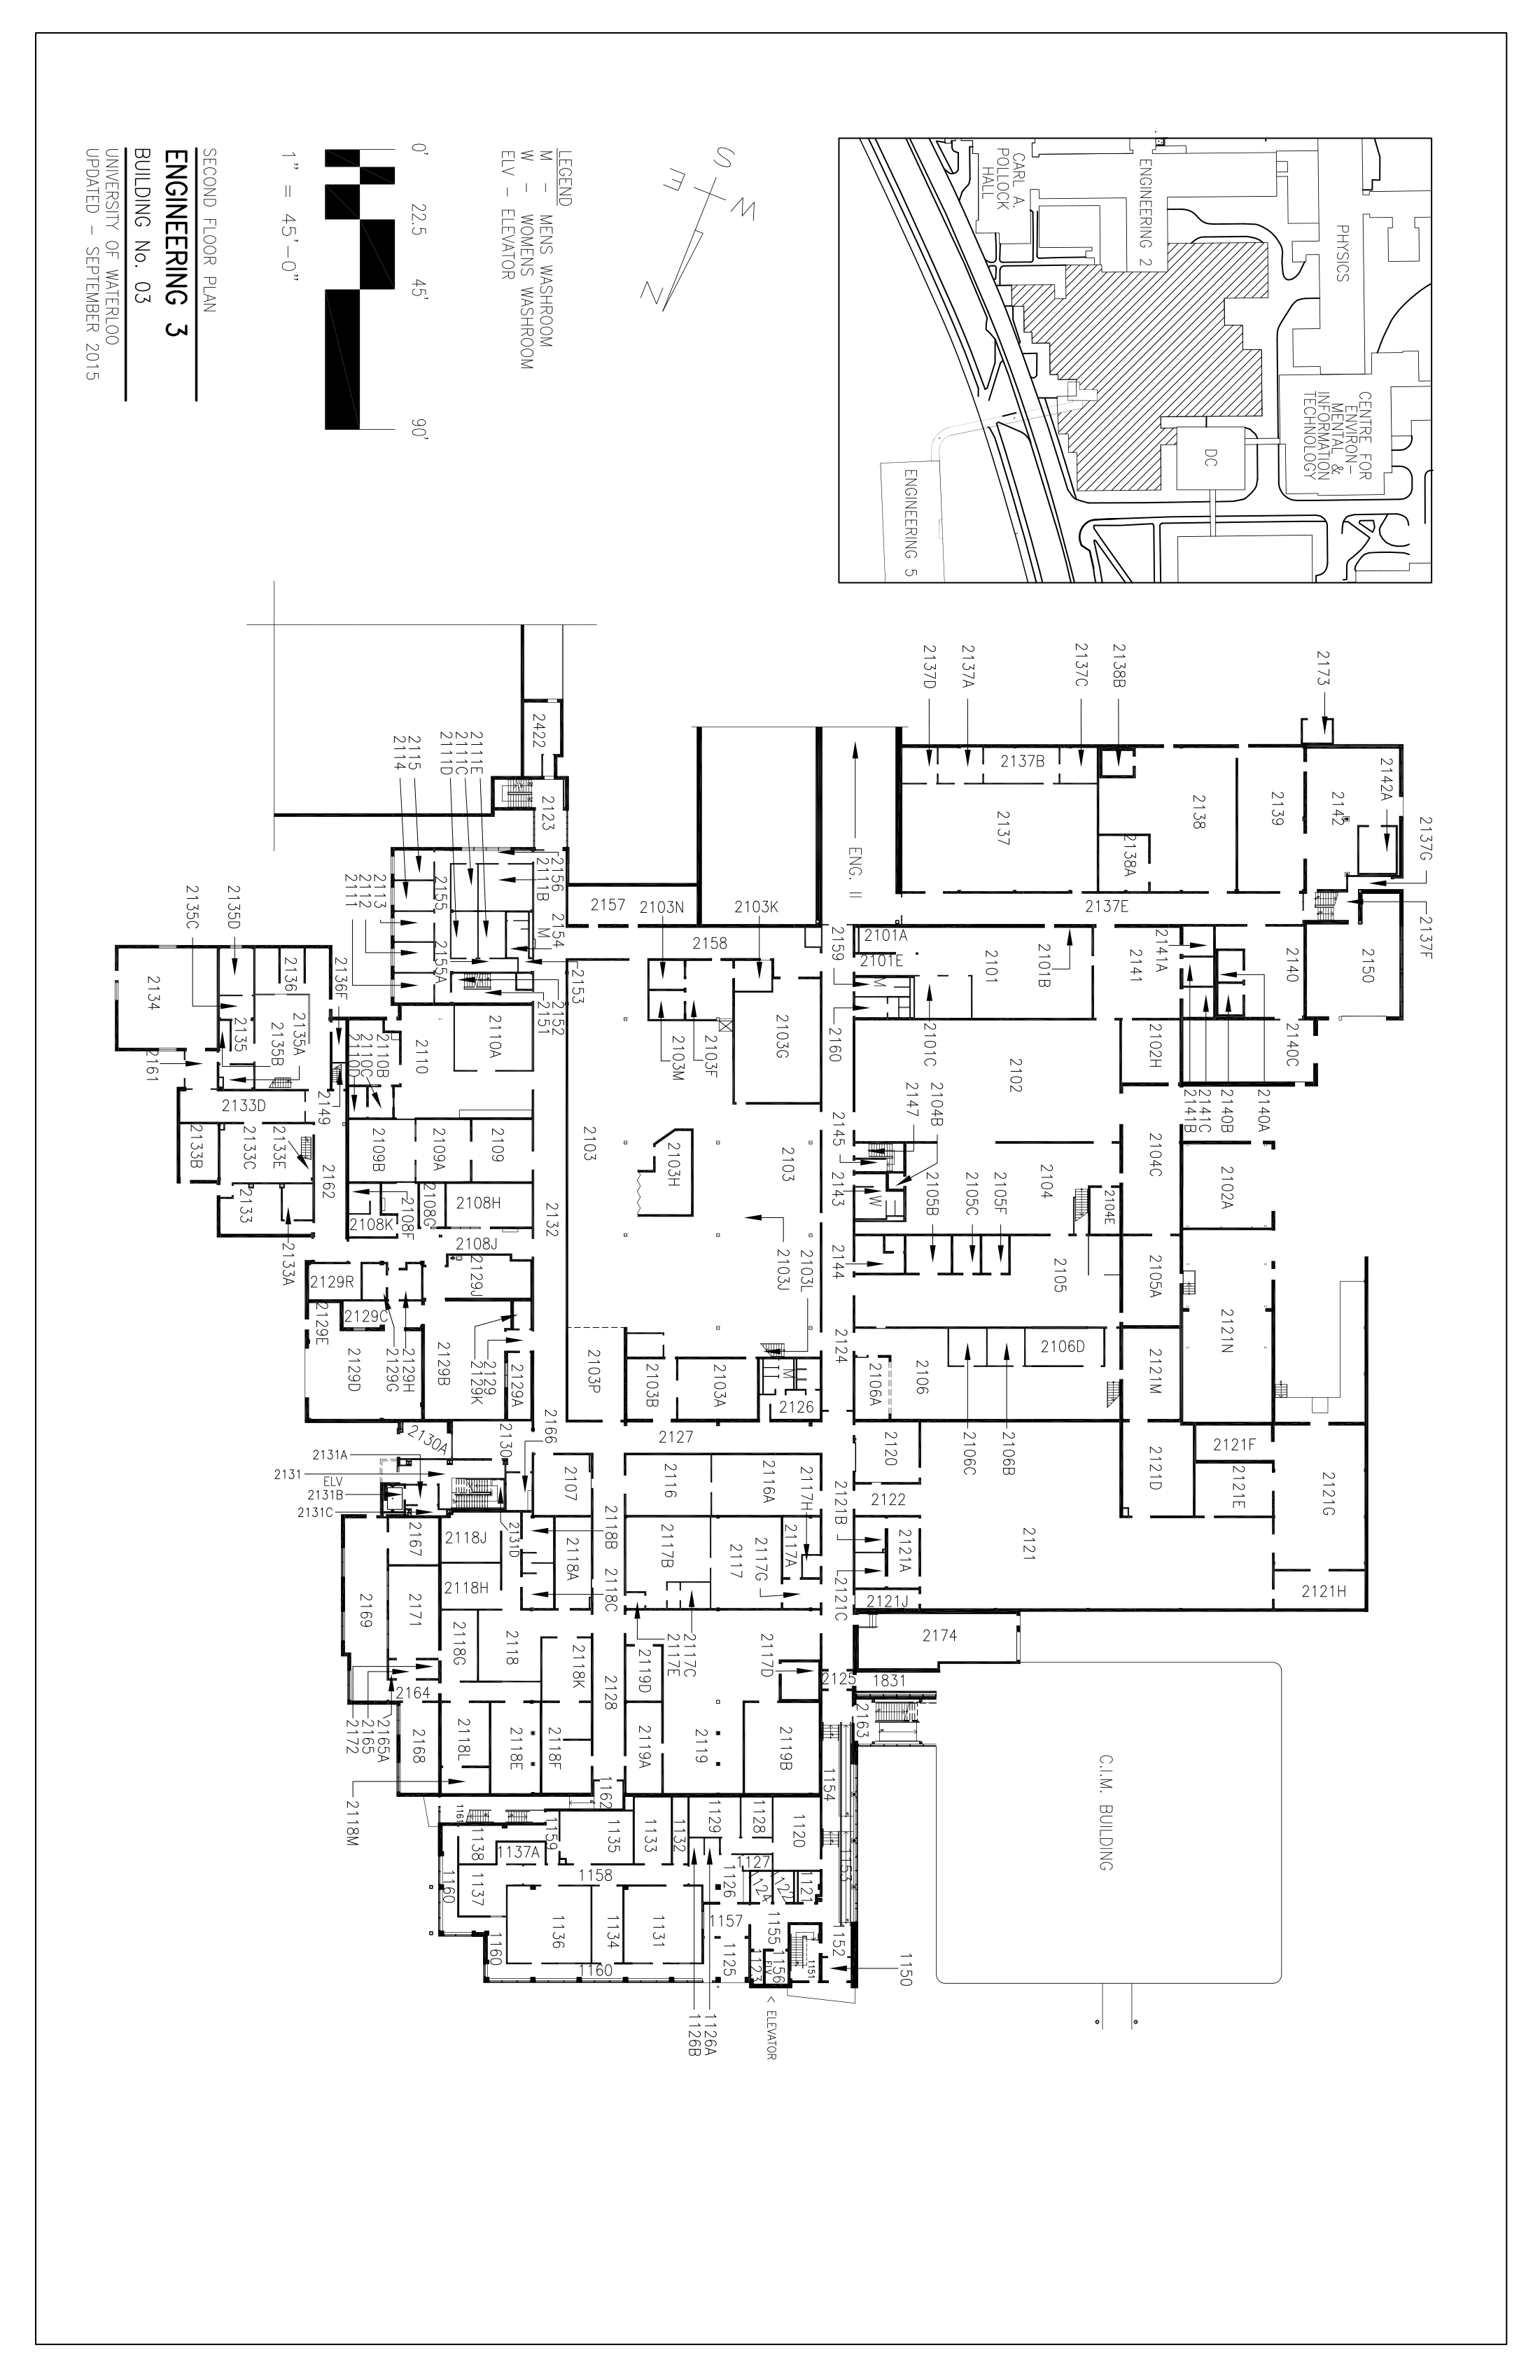 SECOND FLOOR PLAN
ENGINEERING 3
BUILDING No. 03
UNIVERSITY OF WATERLOO
UPDATED - SEPTEMBER 2015
0' 22.5 45' 90'
1" = 45'-0"
LEGEND
M - MENS WASHROOM
W - WOMENS WASHROOM
ELV - ELEVATOR
S
E
W
N
CARL A.
POLLOCK
HALL
ENGINEERING 2
PHYSICS
CENTRE FOR
ENVIRON-
MENTAL &
INFORMATION
TECHNOLOGY
DC
ENGINEERING 5
2173
2138B
2137C
2137A
2137D
2137B
2142A
2142
2139
2138
2137
2138A
2137G
2137F
2137E
2150
ENG. II
2422
2123
2111E
2111C
2111D
2115
2114
2156
2111B
2155
2113
2112
2111
2154
M
2155A
2153
2152
2151
2157
2103N
2103K
2158
2159
2101A
2101E
M
2101
2101B
2101C
2160
2141
2141A
2140
2140C
2140A
2140B
2141C
2141B
2102H
2102
2103G
2103F
2103M
2103
2103
2103H
2103J
2103L
2103P
2103B
2103A
M
2126
2135D
2135C
2134
2136
2136F
2135
2135A
2135B
2161
2149
2133D
2133B
2133C
2133E
2133
2133A
2162
2110A
2110
2110B
2110C
2110D
2109B
2109A
2109
2108F
2108K
2108G
2108H
2108J
2132
2147
2104B
2145
2143
W
2144
2105B
2105C
2105F
2104
2104E
2104C
2102A
2105
2105A
2121N
2124
2106A
2106
2106C
2106B
2106D
2121M
2129R
2129J
2129C
2129E
2129D
2129G
2129H
2129B
2129K
2129
2129A
2130A
2130
2166
2131A
2131
ELV
2131B
2131C
2131D
2127
2107
2116
2116A
2117H
2120
2122
2121D
2121F
2121E
2121G
2121
2121H
2121B
2121A
2121C
2121J
2118J
2118B
2118A
2118C
2118H
2117B
2117
2117A
2117G
2167
2169
2171
2118G
2118
2118K
2128
2119D
2117E
2117C
2117D
2125
2174
1831
2163
2164
2165A
2165
2172
2168
2118L
2118E
2118F
2118M
2119A
2119
2119B
1154
1162
1161
1138
1137A
1159
1135
1133
1132
1129
1128
1120
1153
1127
1158
1137
1160
1160
1160
1136
1134
1131
1126
1124
1122
1121
1157
1155
1125
1123
ELV
1156
1151
1152
1150
1126A
1126B
< ELEVATOR
C.I.M. BUILDING